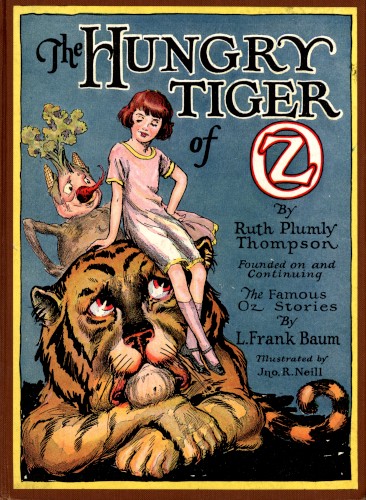 The HUNGRY
TIGER
of OZ
By
Ruth Plumly
Thompson
Founded on and
Continuing
The Famous
Oz Stories
By
L. Frank Baum
Illustrated by
Jno. R. Neill